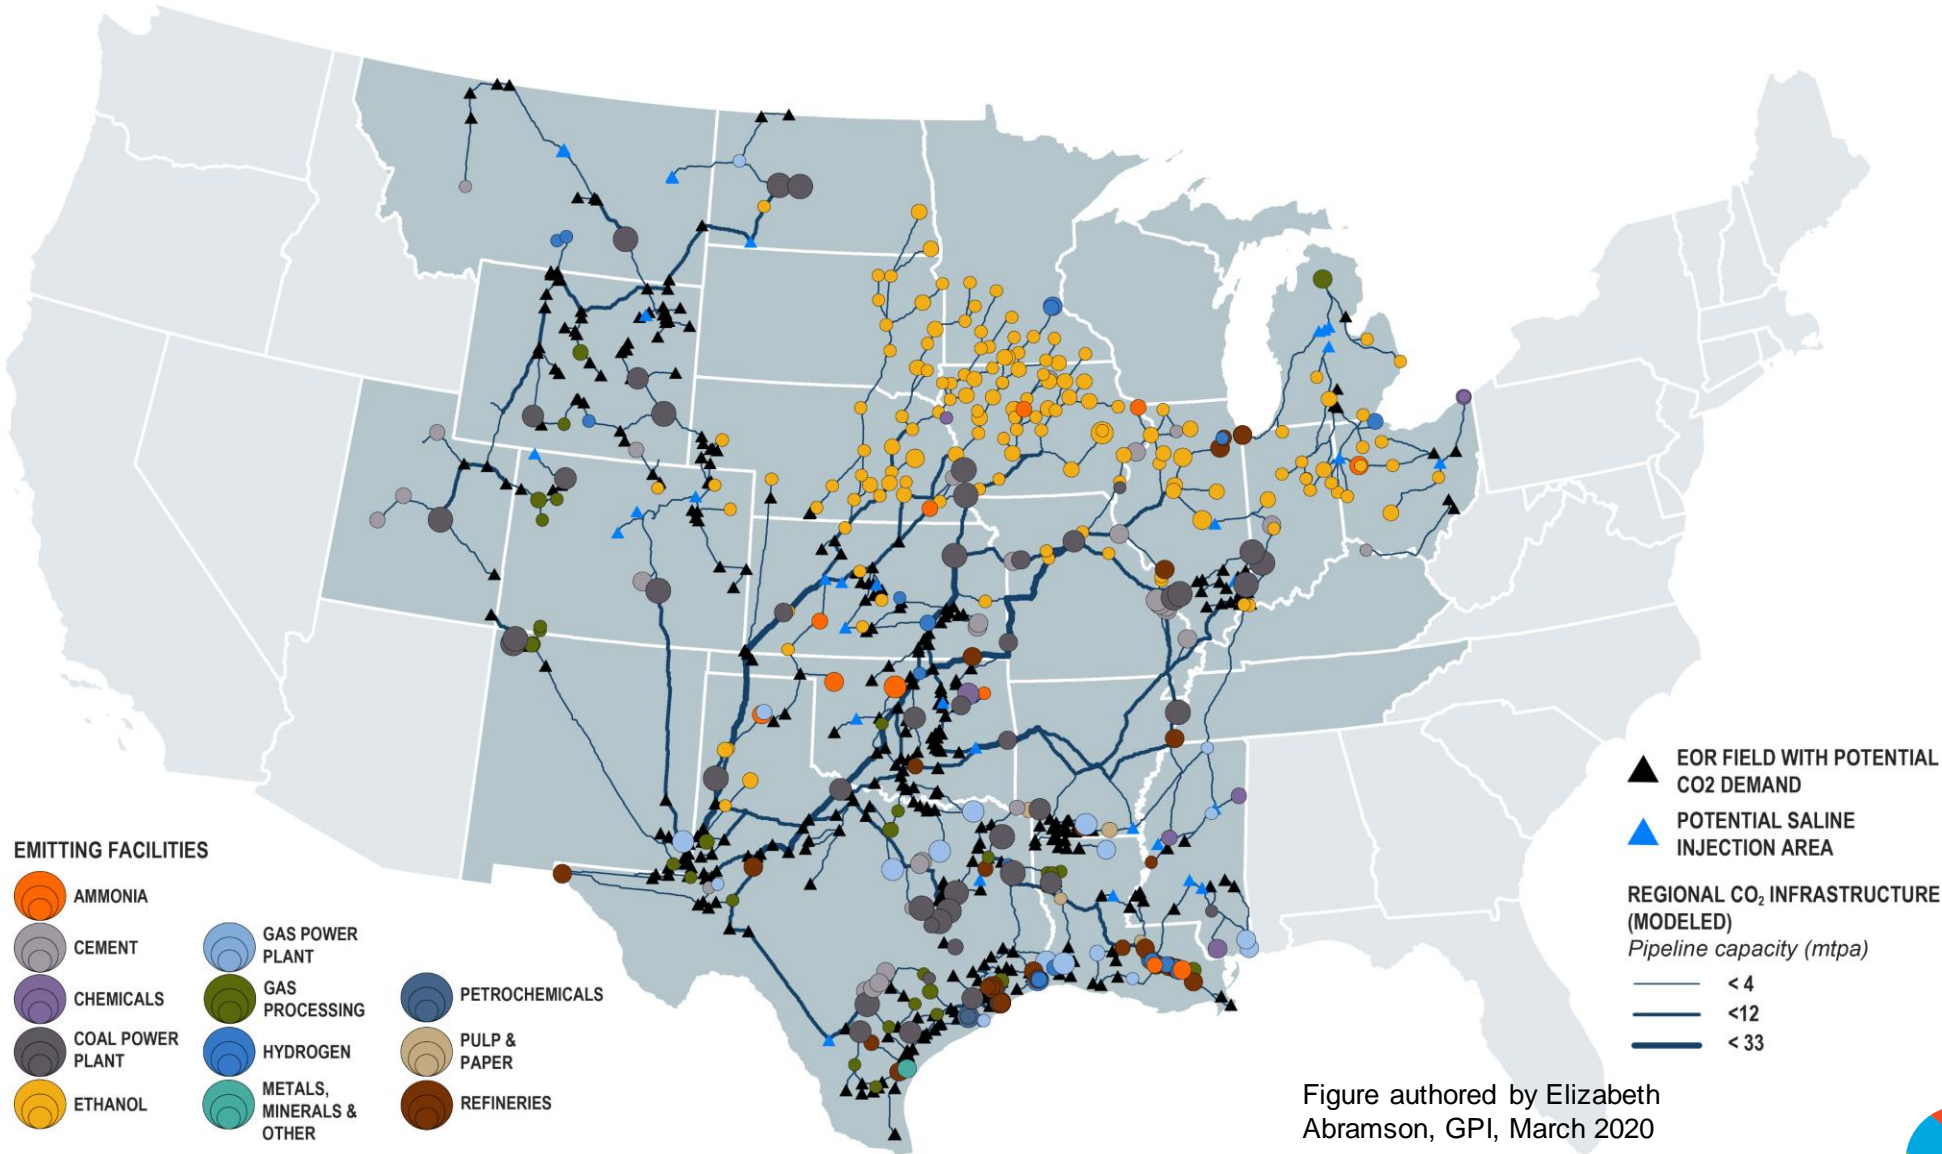 EMITTING FACILITIES
AMMONIA
CEMENT
CHEMICALS
COAL POWER
PLANT
ETHANOL
GAS POWER
PLANT
GAS
PROCESSING
HYDROGEN
METALS,
MINERALS &
OTHER
PETROCHEMICALS
PULP &
PAPER
REFINERIES
EOR FIELD WITH POTENTIAL
CO2 DEMAND
POTENTIAL SALINE
INJECTION AREA
REGIONAL CO₂ INFRASTRUCTURE
(MODELED)
Pipeline capacity (mtpa)
< 4
<12
< 33
Figure authored by Elizabeth
Abramson, GPI, March 2020